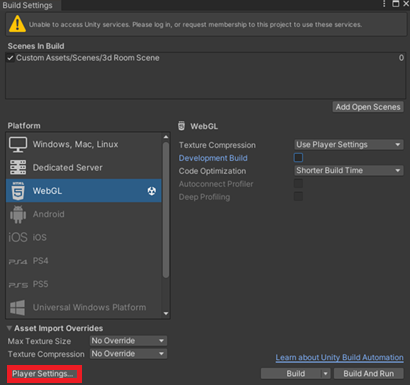 Build Settings
Unable to access Unity services. Please log in, or request membership to this project to use these services.
Scenes In Build
Custom Assets/Scenes/3d Room Scene 0
Add Open Scenes
Platform
Windows, Mac, Linux
Dedicated Server
WebGL
Android
iOS iOS
PS4 PS4
PS5 PS5
Universal Windows Platform
WebGL
Texture Compression Use Player Settings
Development Build
Code Optimization Shorter Build Time
Autoconnect Profiler
Deep Profiling
Asset Import Overrides
Max Texture Size No Override
Texture Compression No Override
Learn about Unity Build Automation
Player Settings... Build Build And Run